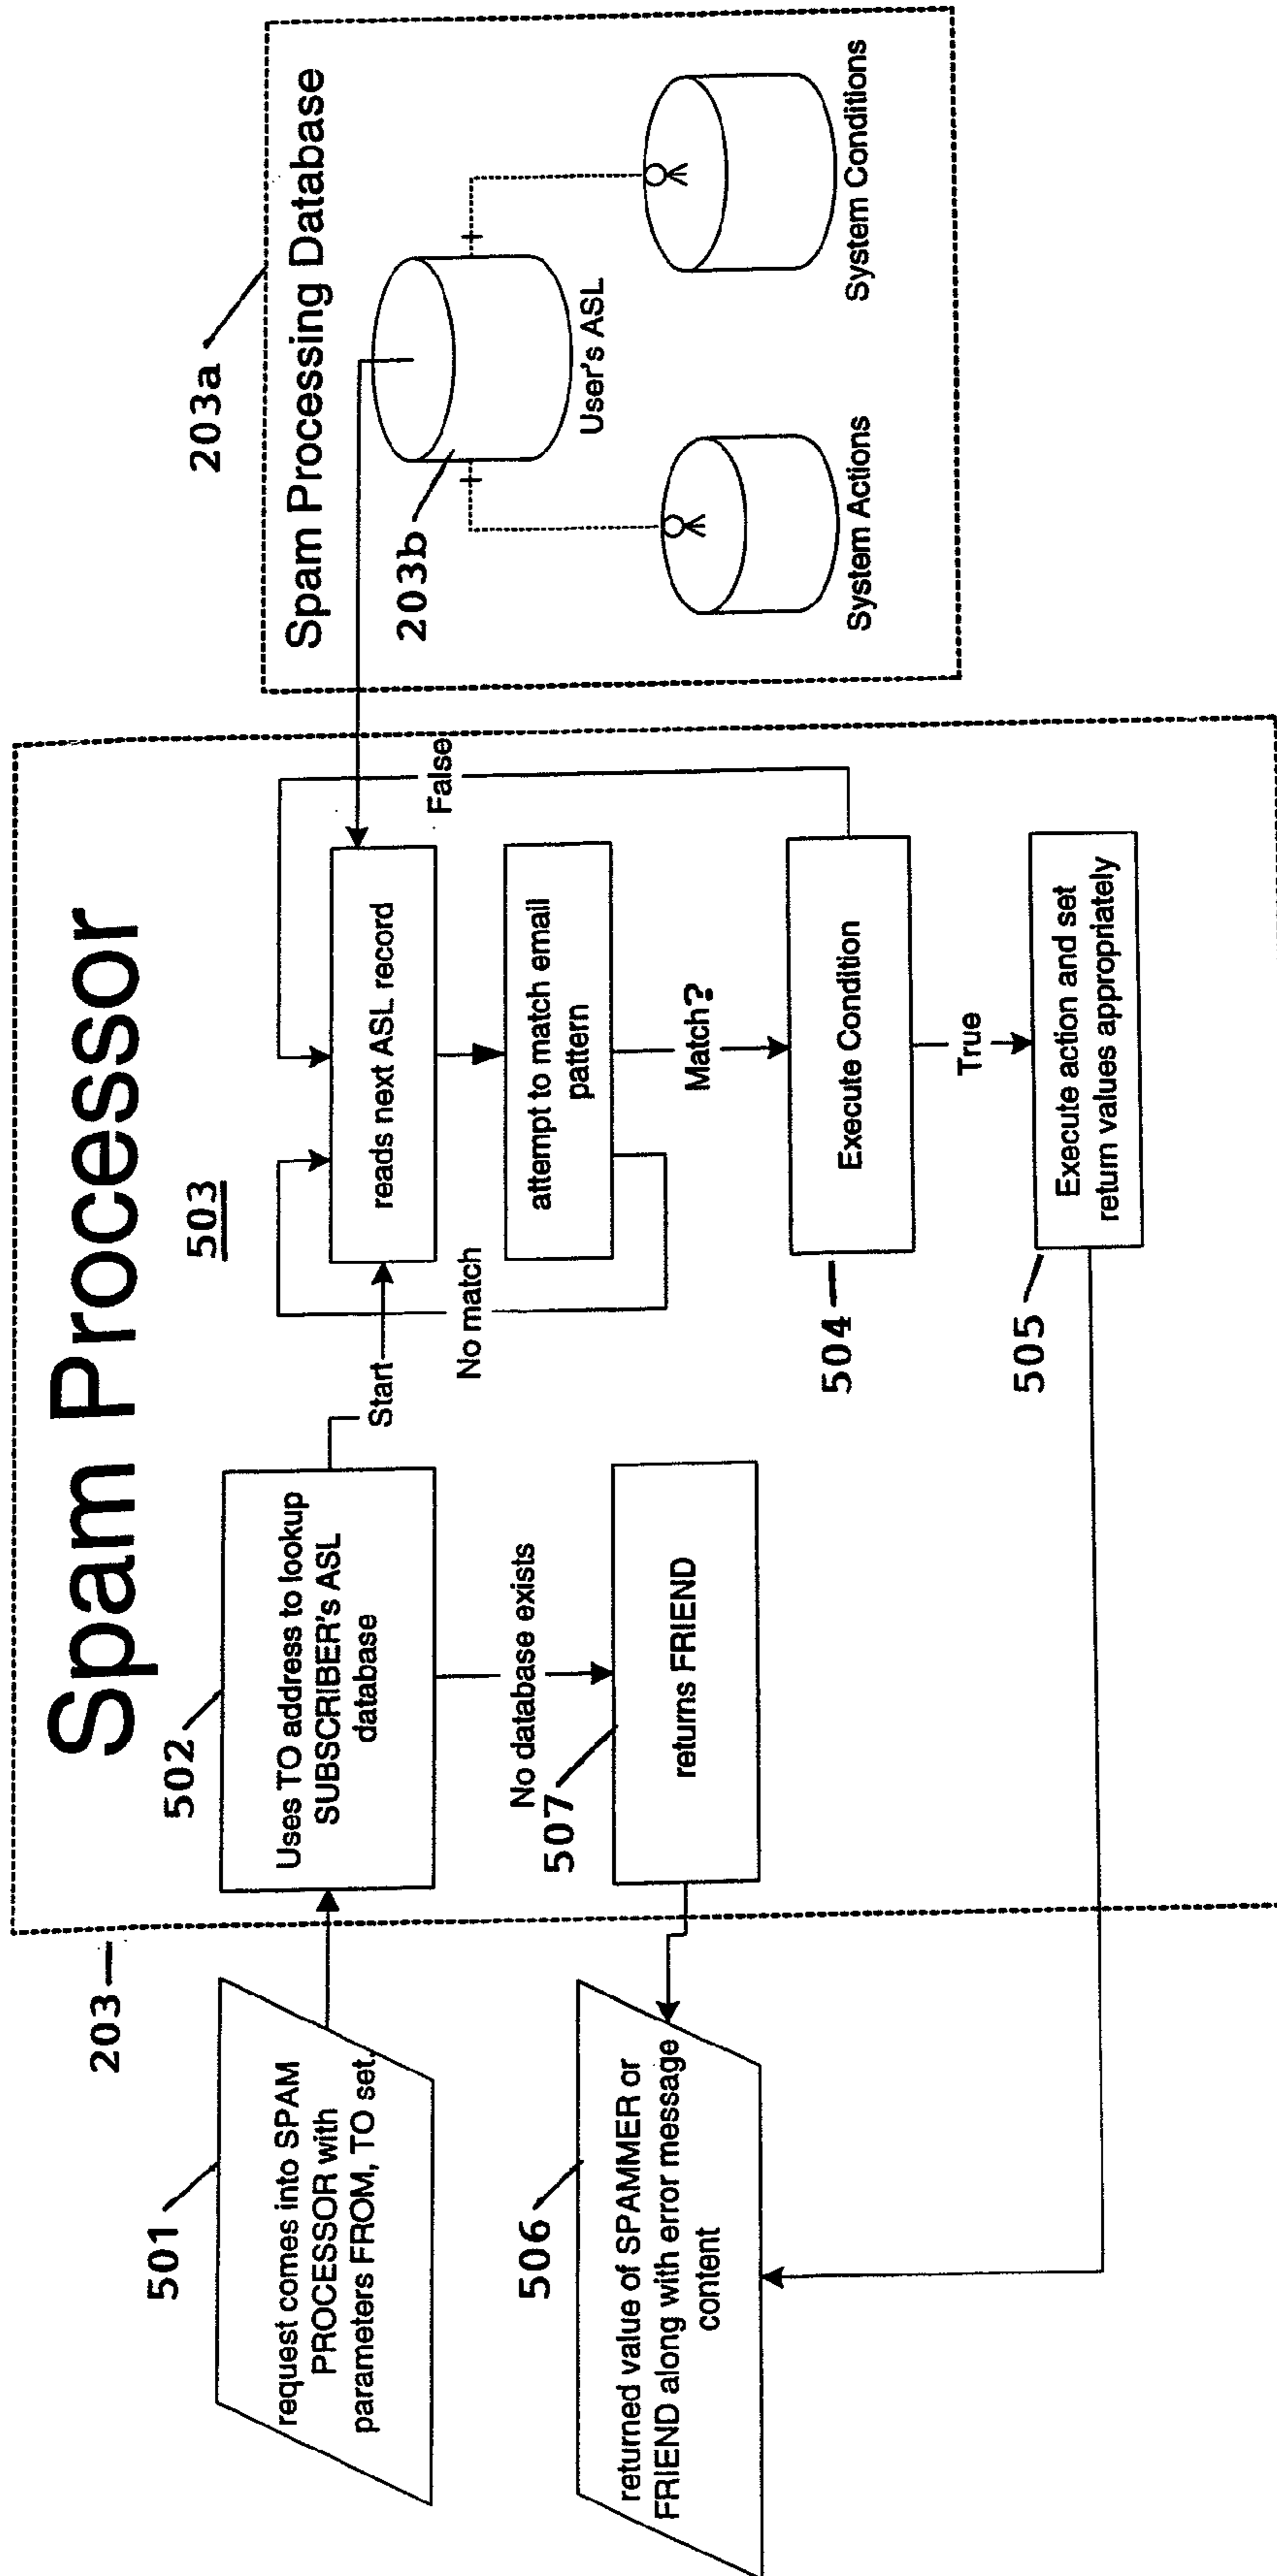 Spam Processor
203
501
request comes into SPAM
PROCESSOR with
parameters FROM, TO set.
502
Uses TO address to lookup
SUBSCRIBER's ASL
database
Start
No database exists
507
returns FRIEND
506
returned value of SPAMMER or
FRIEND along with error message
content
503
reads next ASL record
No match
False
attempt to match email
pattern
Match?
504
Execute Condition
True
505
Execute action and set
return values appropriately
203a
Spam Processing Database
203b
User's ASL
System Actions
System Conditions